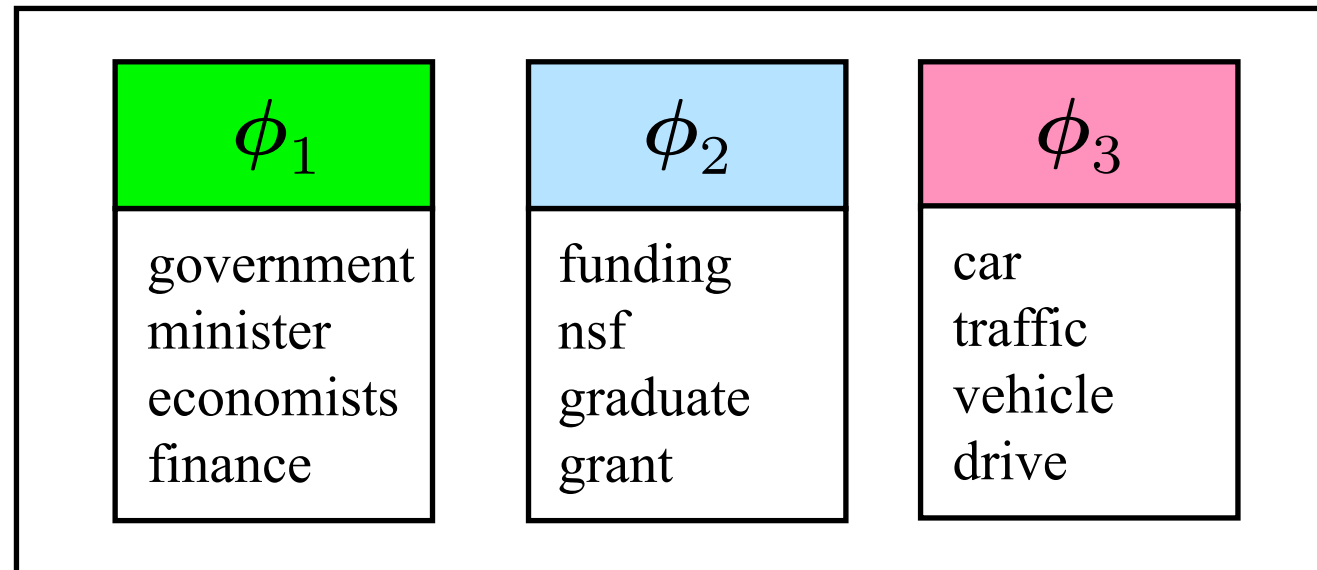 ϕ1
government
minister
economists
finance
ϕ2
funding
nsf
graduate
grant
ϕ3
car
traffic
vehicle
drive